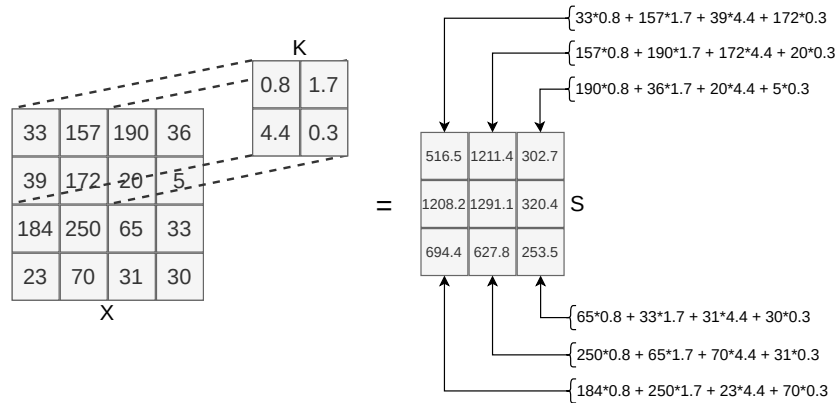 33*0.8 + 157*1.7 + 39*4.4 + 172*0.3
157*0.8 + 190*1.7 + 172*4.4 + 20*0.3
190*0.8 + 36*1.7 + 20*4.4 + 5*0.3
K
0.8 1.7
4.4 0.3
33 157 190 36
39 172 20 5
184 250 65 33
23 70 31 30
X
=
516.5 1211.4 302.7
1208.2 1291.1 320.4
694.4 627.8 253.5
S
65*0.8 + 33*1.7 + 31*4.4 + 30*0.3
250*0.8 + 65*1.7 + 70*4.4 + 31*0.3
184*0.8 + 250*1.7 + 23*4.4 + 70*0.3